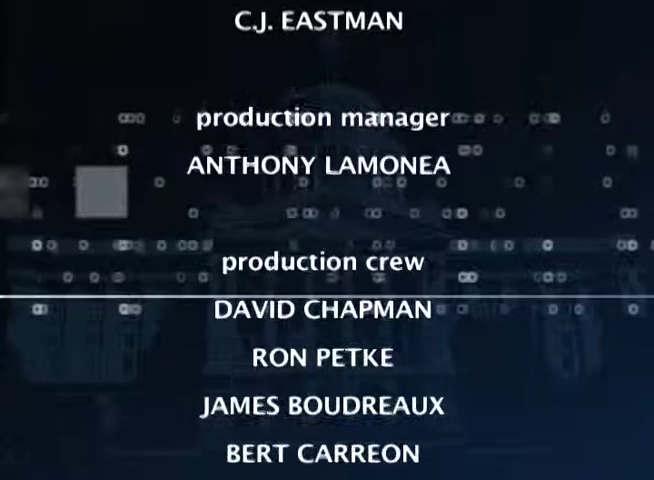 C.J. EASTMAN
production manager
ANTHONY LAMONEA
production crew
DAVID CHAPMAN
RON PETKE
JAMES BOUDREAUX
BERT CARREON